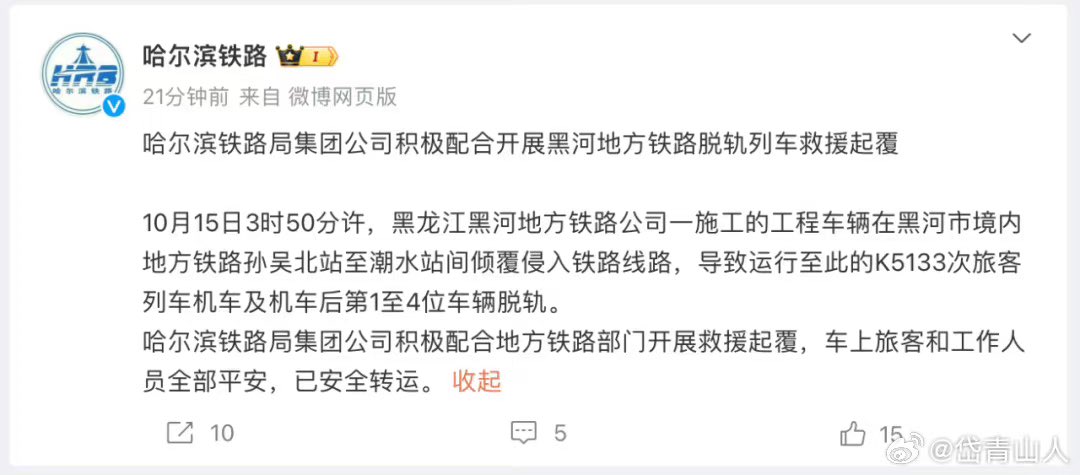 哈尔滨铁路
I
HRB
哈尔滨铁路
21分钟前 来自 微博网页版
哈尔滨铁路局集团公司积极配合开展黑河地方铁路脱轨列车救援起覆
10月15日3时50分许，黑龙江黑河地方铁路公司一施工的工程车辆在黑河市境内
地方铁路孙吴北站至潮水站间倾覆侵入铁路线路，导致运行至此的K5133次旅客
列车机车及机车后第1至4位车辆脱轨。
哈尔滨铁路局集团公司积极配合地方铁路部门开展救援起覆，车上旅客和工作人
员全部平安，已安全转运。 收起
10 5 15
@岱青山人